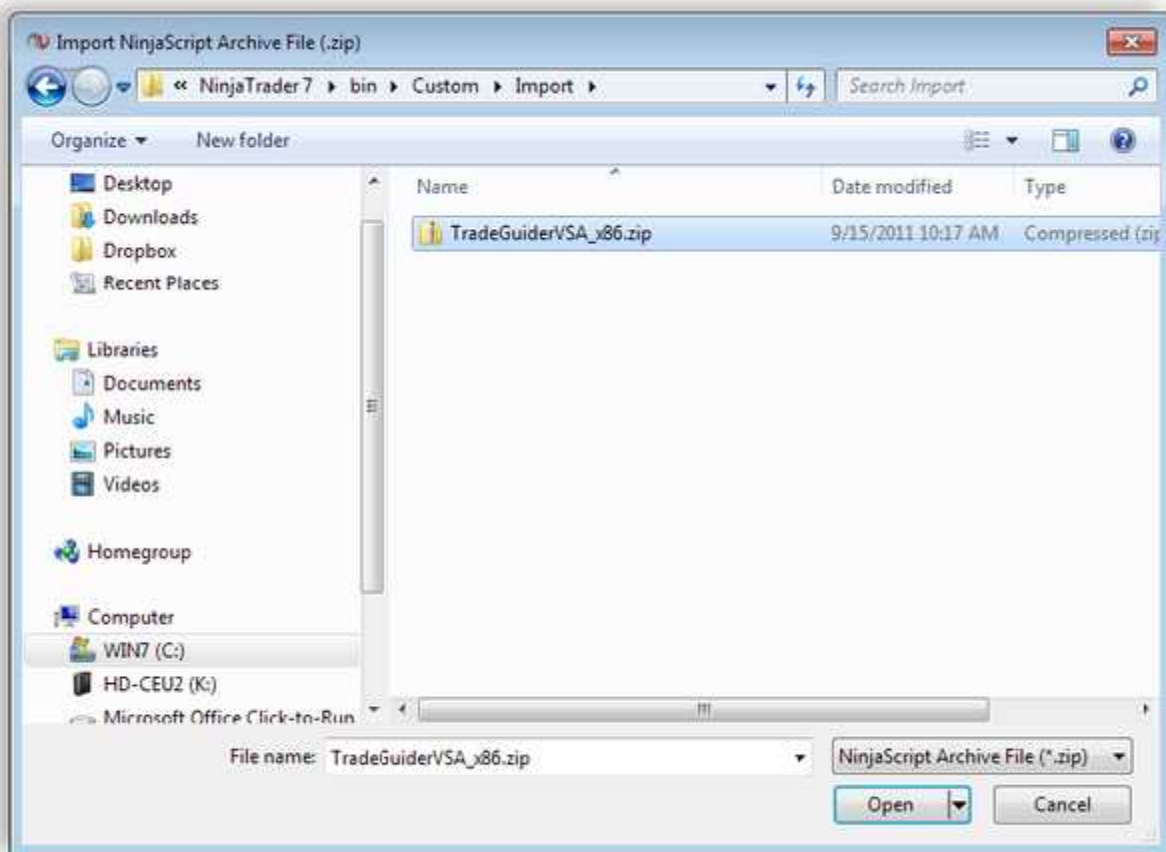 Import NinjaScript Archive File (.zip)
« NinjaTrader 7 ▸ bin ▸ Custom ▸ Import ▸ Search Import
Organize ▾ New folder
Desktop
Downloads
Dropbox
Recent Places
Libraries
Documents
Music
Pictures
Videos
Homegroup
Computer
WIN7 (C:)
HD-CEU2 (K:)
Microsoft Office Click-to-Run
Name Date modified Type
TradeGuiderVSA_x86.zip 9/15/2011 10:17 AM Compressed (zip
File name: TradeGuiderVSA_x86.zip NinjaScript Archive File (*.zip)
Open Cancel